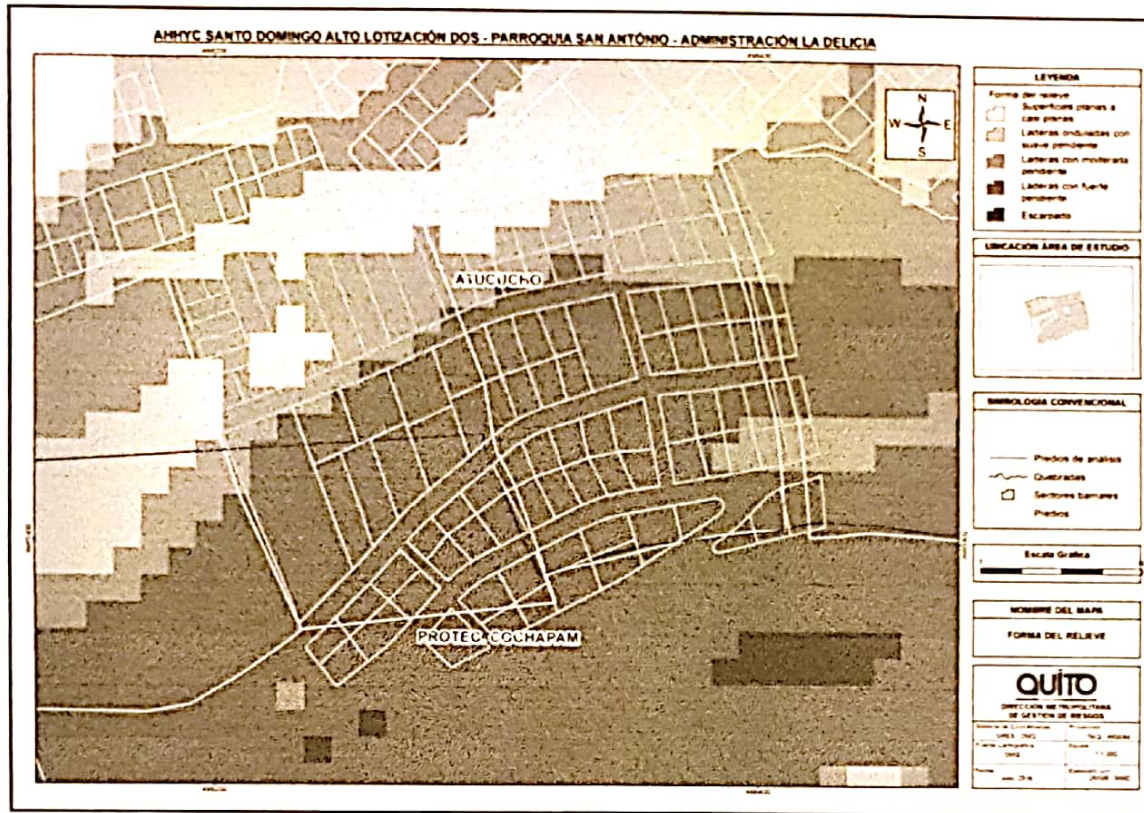 AHHYC SANTO DOMINGO ALTO LOTIZACIÓN DOS - PARROQUIA SAN ANTONIO - ADMINISTRACIÓN LA DELICIA
N
W E
S
ATUCUCHO
PROTEC COCHAPAM
LEYENDA
Forma del relieve
Superficies planas a
casi planas
Laderas onduladas con
suave pendiente
Laderas con moderada
pendiente
Laderas con fuerte
pendiente
Escarpado
UBICACIÓN ÁREA DE ESTUDIO
SIMBOLOGÍA CONVENCIONAL
Predios de análisis
Quebradas
Sectores barriales
Predios
Escala Gráfica
NOMBRE DEL MAPA
FORMA DEL RELIEVE
QUITO
DIRECCIÓN METROPOLITANA
DE GESTIÓN DE RIESGOS